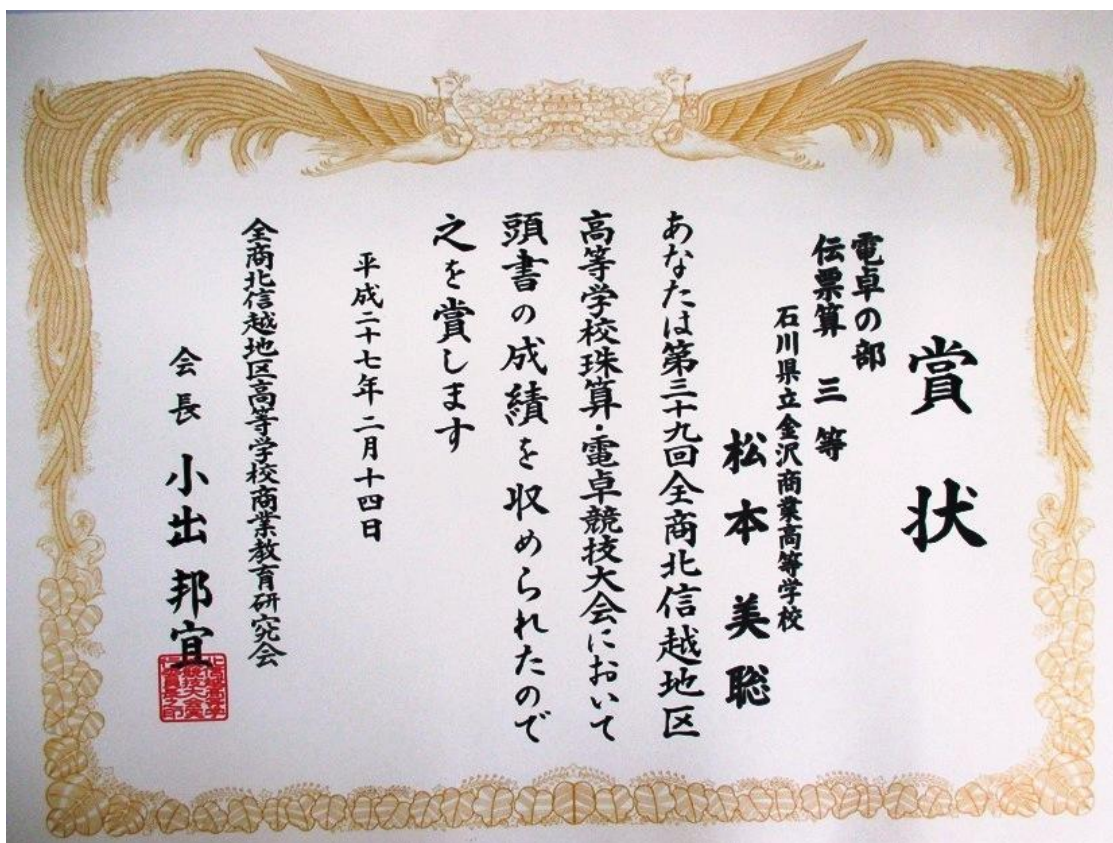 賞状
電卓の部
伝票算 三等
石川県立金沢商業高等学校
松本美聡
あなたは第三十九回全商北信越地区
高等学校珠算・電卓競技大会において
頭書の成績を収められたので
之を賞します
平成二十七年二月十四日
全商北信越地区高等学校商業教育研究会
会長 小出邦宜